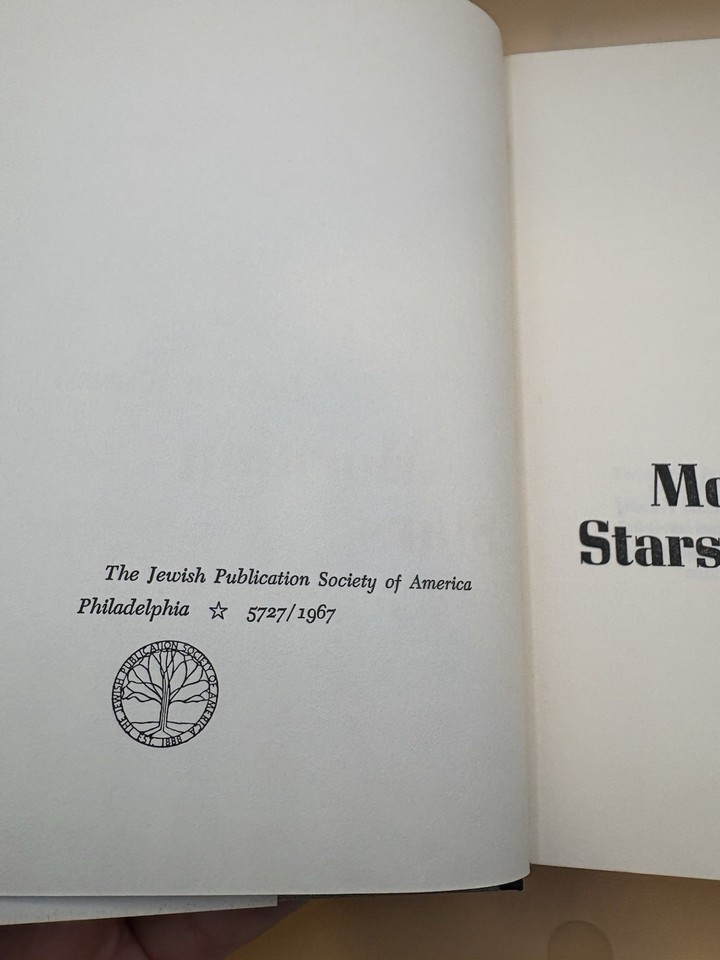 The Jewish Publication Society of America
Philadelphia ☆ 5727/1967
THE JEWISH PUBLICATION SOCIETY OF AMERICA
EST. 1888
Mo
Stars